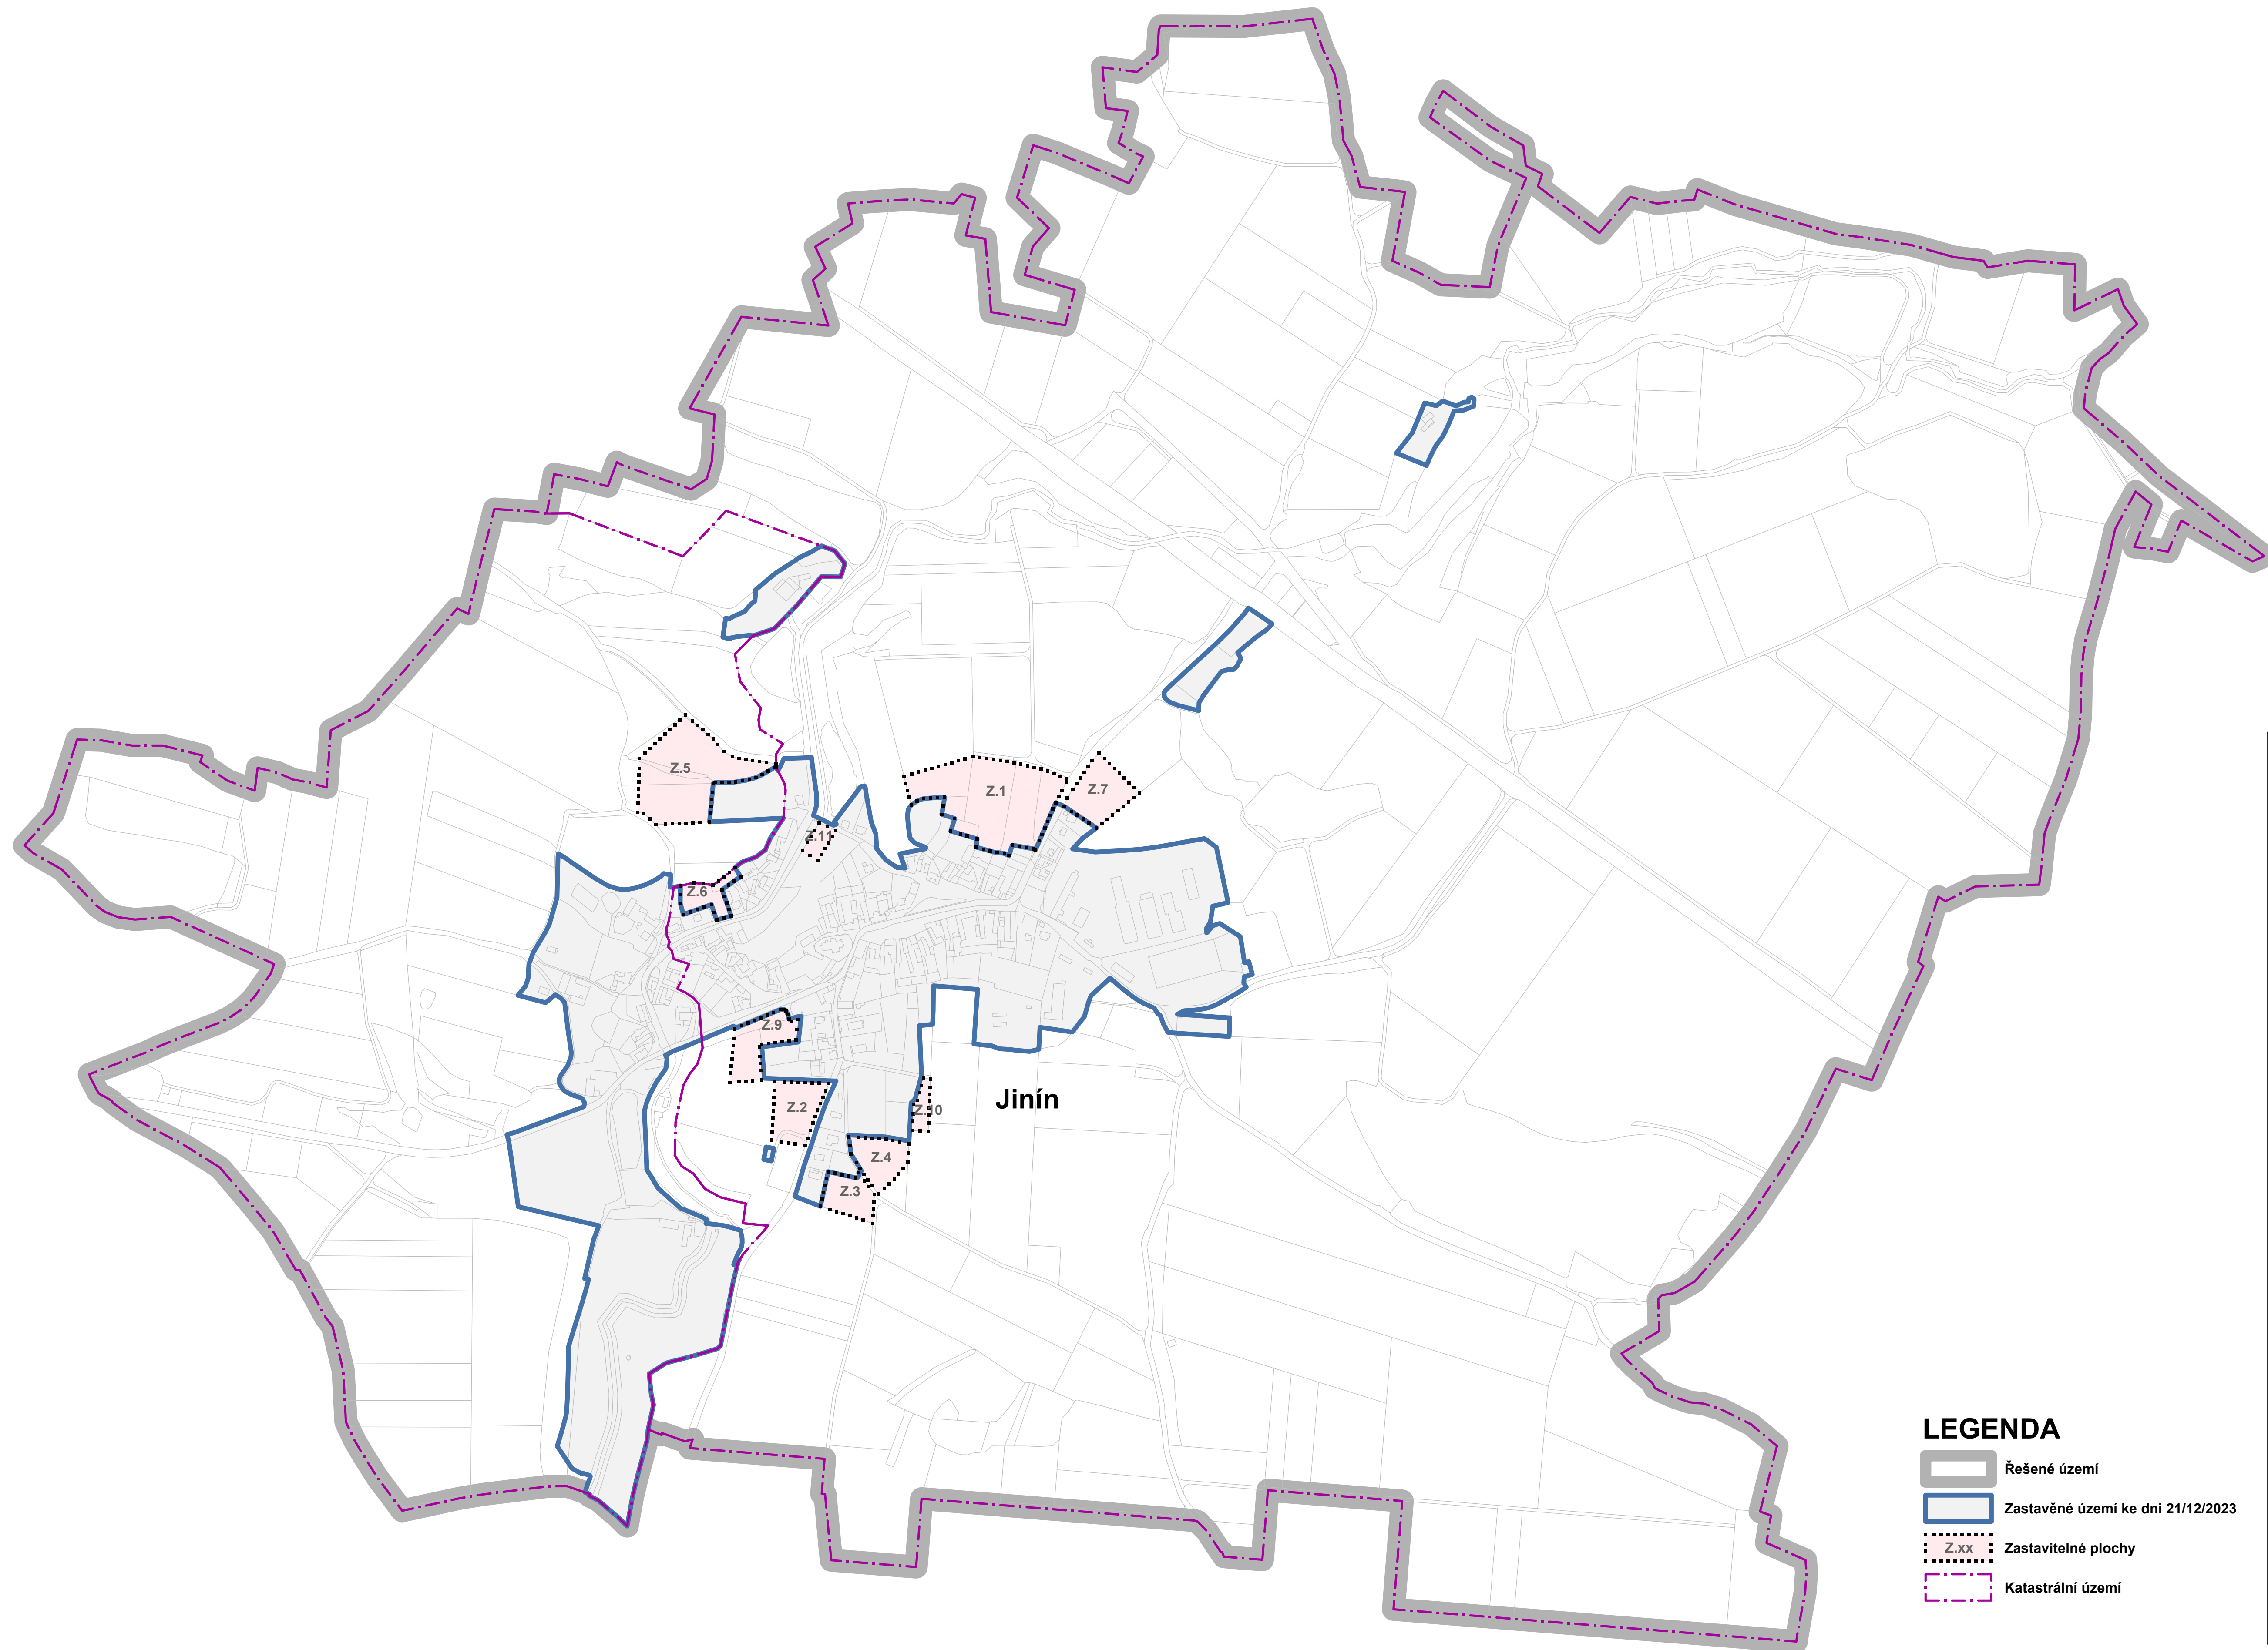 Z.5
Z.1
Z.7
Z.11
Z.6
Z.9
Z.2
Z.10
Jinín
Z.4
Z.3
LEGENDA
Řešené území
Zastavěné území ke dni 21/12/2023
Z.xx Zastavitelné plochy
Katastrální území